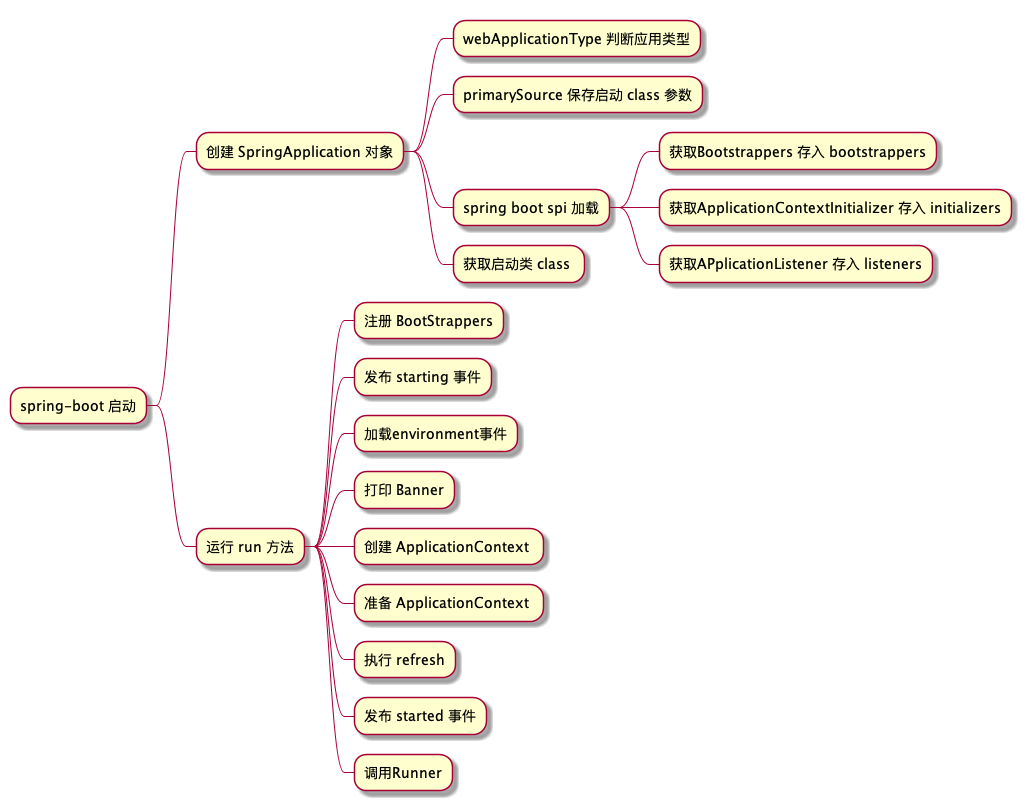 spring-boot 启动
创建 SpringApplication 对象
webApplicationType 判断应用类型
primarySource 保存启动 class 参数
spring boot spi 加载
获取Bootstrappers 存入 bootstrappers
获取ApplicationContextInitializer 存入 initializers
获取APplicationListener 存入 listeners
获取启动类 class
运行 run 方法
注册 BootStrappers
发布 starting 事件
加载environment事件
打印 Banner
创建 ApplicationContext
准备 ApplicationContext
执行 refresh
发布 started 事件
调用Runner